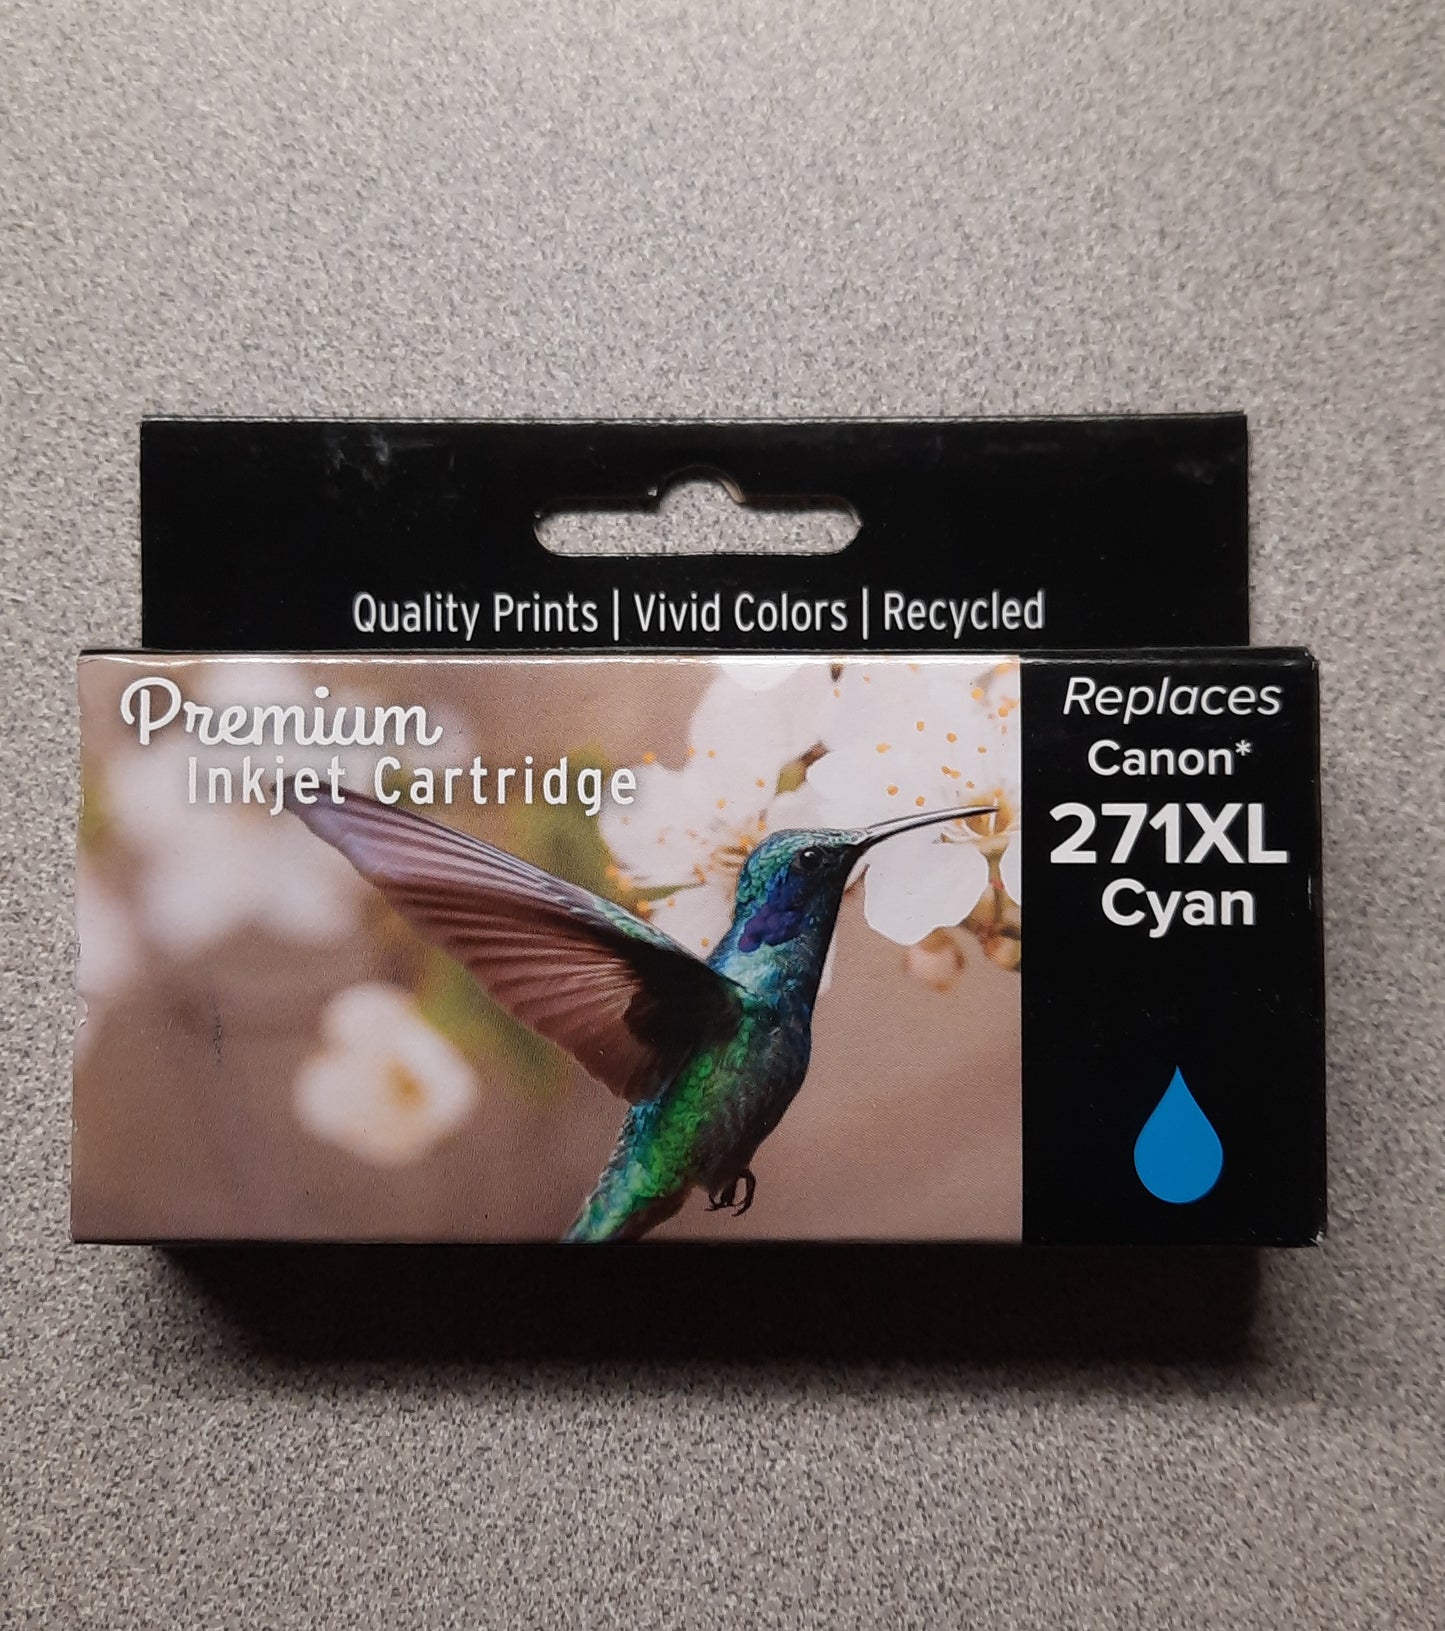 Quality Prints | Vivid Colors | Recycled
Premium
Inkjet Cartridge
Replaces
Canon*
271XL
Cyan